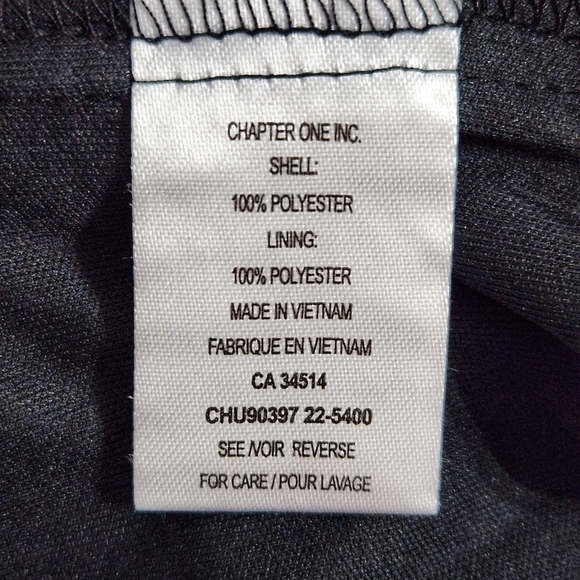 CHAPTER ONE INC.
SHELL:
100% POLYESTER
LINING:
100% POLYESTER
MADE IN VIETNAM
FABRIQUE EN VIETNAM
CA 34514
CHU90397 22-5400
SEE /VOIR REVERSE
FOR CARE / POUR LAVAGE